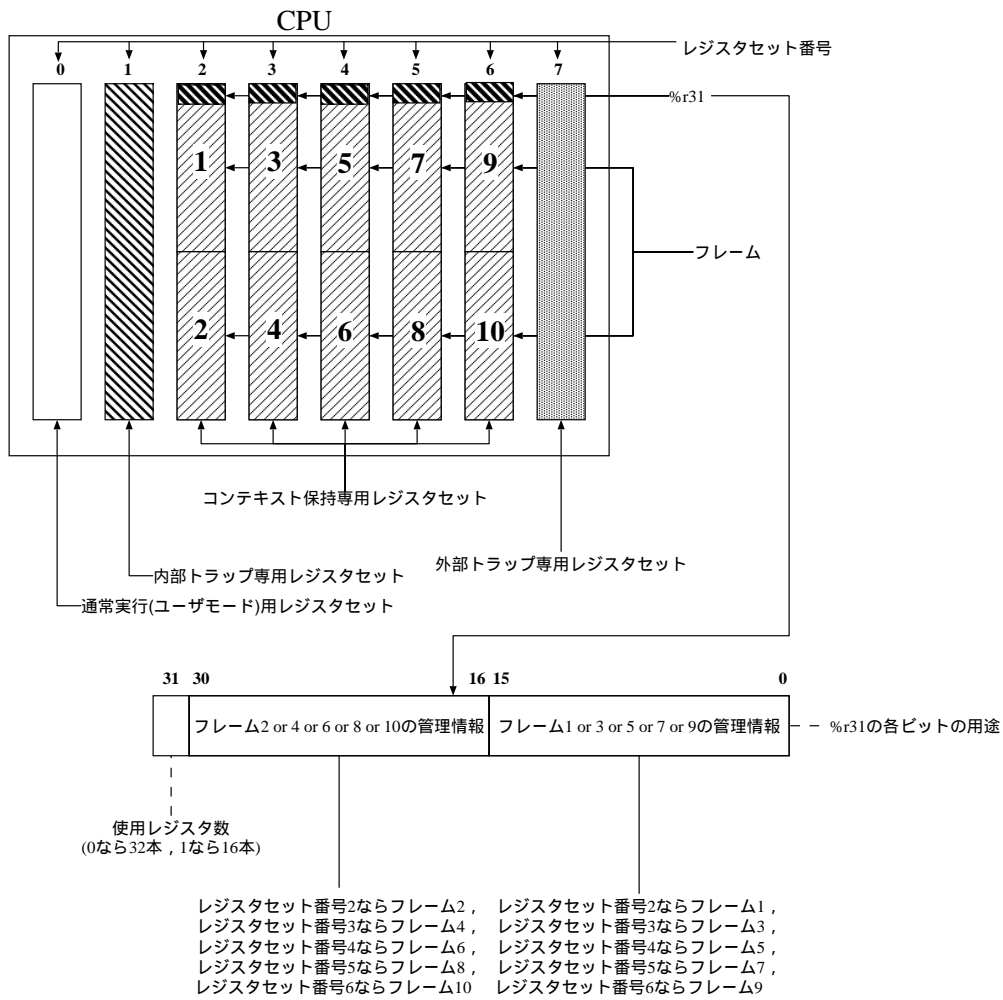 CPU
レジスタセット番号
0 1 2 3 4 5 6 7
%r31
1 3 5 7 9
フレーム
2 4 6 8 10
コンテキスト保持専用レジスタセット
外部トラップ専用レジスタセット
内部トラップ専用レジスタセット
通常実行(ユーザモード)用レジスタセット
31 30 16 15 0
フレーム2 or 4 or 6 or 8 or 10の管理情報 フレーム1 or 3 or 5 or 7 or 9の管理情報 %r31の各ビットの用途
使用レジスタ数
(0なら32本 , 1なら16本)
レジスタセット番号2ならフレーム2 ,
レジスタセット番号3ならフレーム4 ,
レジスタセット番号4ならフレーム6 ,
レジスタセット番号5ならフレーム8 ,
レジスタセット番号6ならフレーム10
レジスタセット番号2ならフレーム1 ,
レジスタセット番号3ならフレーム3 ,
レジスタセット番号4ならフレーム5 ,
レジスタセット番号5ならフレーム7 ,
レジスタセット番号6ならフレーム9